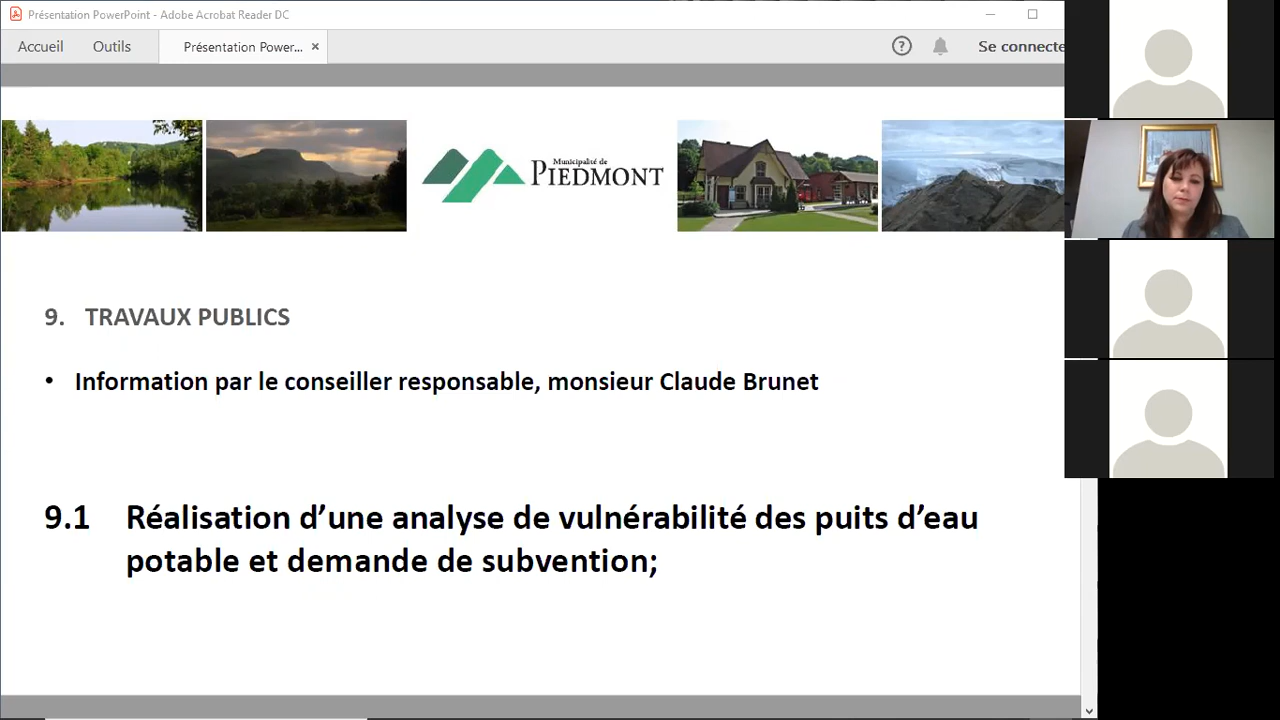 Présentation PowerPoint - Adobe Acrobat Reader DC
Accueil
Outils
Présentation Power...
Se connecte
Municipalité de
PIEDMONT
9. TRAVAUX PUBLICS
• Information par le conseiller responsable, monsieur Claude Brunet
9.1 Réalisation d’une analyse de vulnérabilité des puits d’eau
potable et demande de subvention;